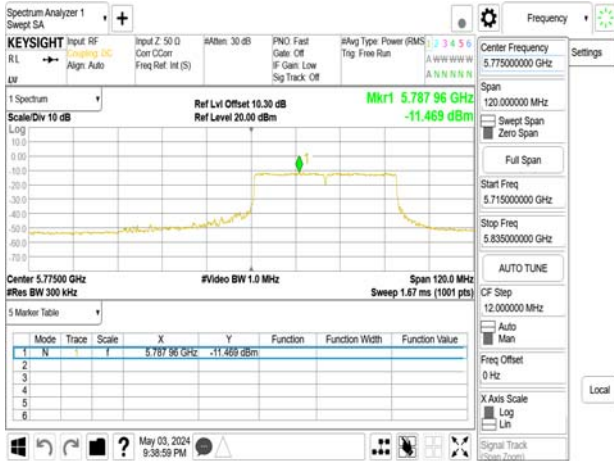 Spectrum Analyzer 1
Swept SA
Frequency
KEYSIGHT
RL
Input: RF
Coupling: DC
Align: Auto
Input Z: 50 Ω
Corr CCorr
Freq Ref: Int (S)
#Atten: 30 dB
PNO: Fast
Gate: Off
IF Gain: Low
Sig Track: Off
#Avg Type: Power (RMS
Trig: Free Run
1 2 3 4 5 6
A W W W W W
A N N N N N
LXI
1 Spectrum
Scale/Div 10 dB
Ref Lvl Offset 10.30 dB
Ref Level 20.00 dBm
Mkr1 5.787 96 GHz
-11.469 dBm
Log
10.0
0.00
-10.0
-20.0
-30.0
-40.0
-50.0
-60.0
-70.0
1
Center 5.77500 GHz
#Res BW 300 kHz
#Video BW 1.0 MHz
Span 120.0 MHz
Sweep 1.67 ms (1001 pts)
5 Marker Table
Mode Trace Scale X Y Function Function Width Function Value
1 N 1 f 5.787 96 GHz -11.469 dBm
2
3
4
5
6
May 03, 2024
9:38:59 PM
Center Frequency
5.775000000 GHz
Span
120.000000 MHz
Swept Span
Zero Span
Full Span
Start Freq
5.715000000 GHz
Stop Freq
5.835000000 GHz
AUTO TUNE
CF Step
12.000000 MHz
Auto
Man
Freq Offset
0 Hz
X Axis Scale
Log
Lin
Signal Track
(Span Zoom)
Settings
Local